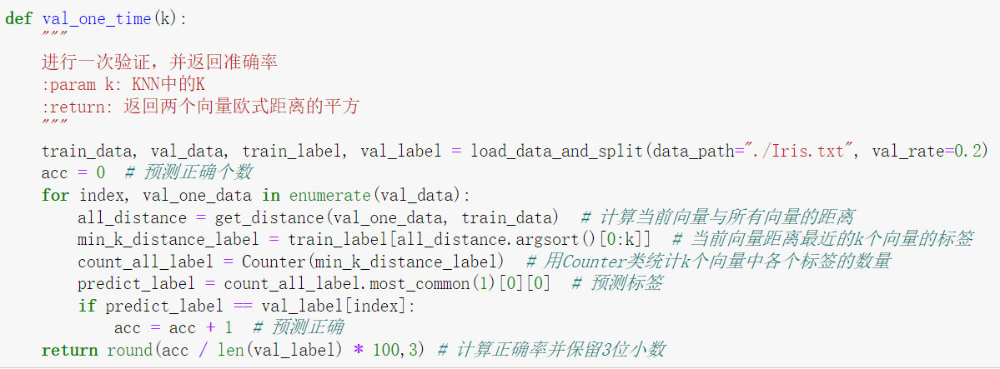 def val_one_time(k):
    """
    进行一次验证，并返回准确率
    :param k: KNN中的K
    :return: 返回两个向量欧式距离的平方
    """
    train_data, val_data, train_label, val_label = load_data_and_split(data_path="./Iris.txt", val_rate=0.2)
    acc = 0  # 预测正确个数
    for index, val_one_data in enumerate(val_data):
        all_distance = get_distance(val_one_data, train_data)  # 计算当前向量与所有向量的距离
        min_k_distance_label = train_label[all_distance.argsort()[0:k]]  # 当前向量距离最近的k个向量的标签
        count_all_label = Counter(min_k_distance_label)  # 用Counter类统计k个向量中各个标签的数量
        predict_label = count_all_label.most_common(1)[0][0]  # 预测标签
        if predict_label == val_label[index]:
            acc = acc + 1  # 预测正确
    return round(acc / len(val_label) * 100,3) # 计算正确率并保留3位小数